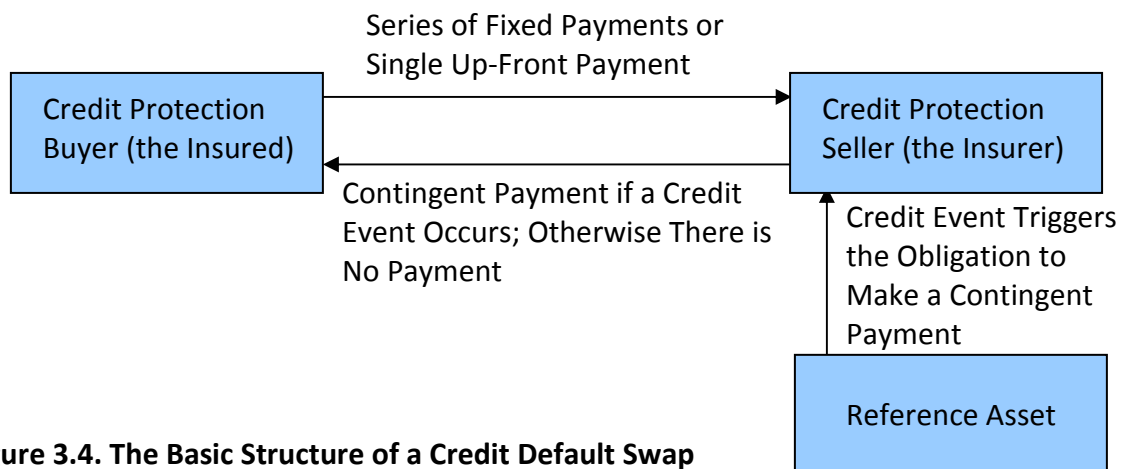 Series of Fixed Payments or
Single Up-Front Payment
Credit Protection
Buyer (the Insured)
Credit Protection
Seller (the Insurer)
Contingent Payment if a Credit
Event Occurs; Otherwise There is
No Payment
Credit Event Triggers
the Obligation to
Make a Contingent
Payment
Reference Asset
ure 3.4. The Basic Structure of a Credit Default Swap